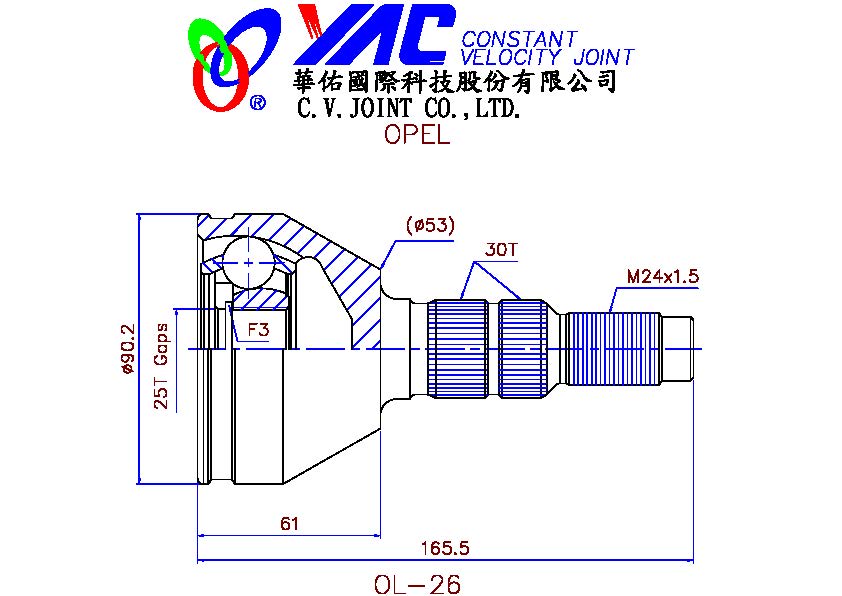 YAC CONSTANT
VELOCITY JOINT
®
華佑國際科技股份有限公司
C.V.JOINT CO.,LTD.
OPEL
(ø53)
30T
M24x1.5
F3
ø90.2
25T Gaps
61
165.5
OL-26